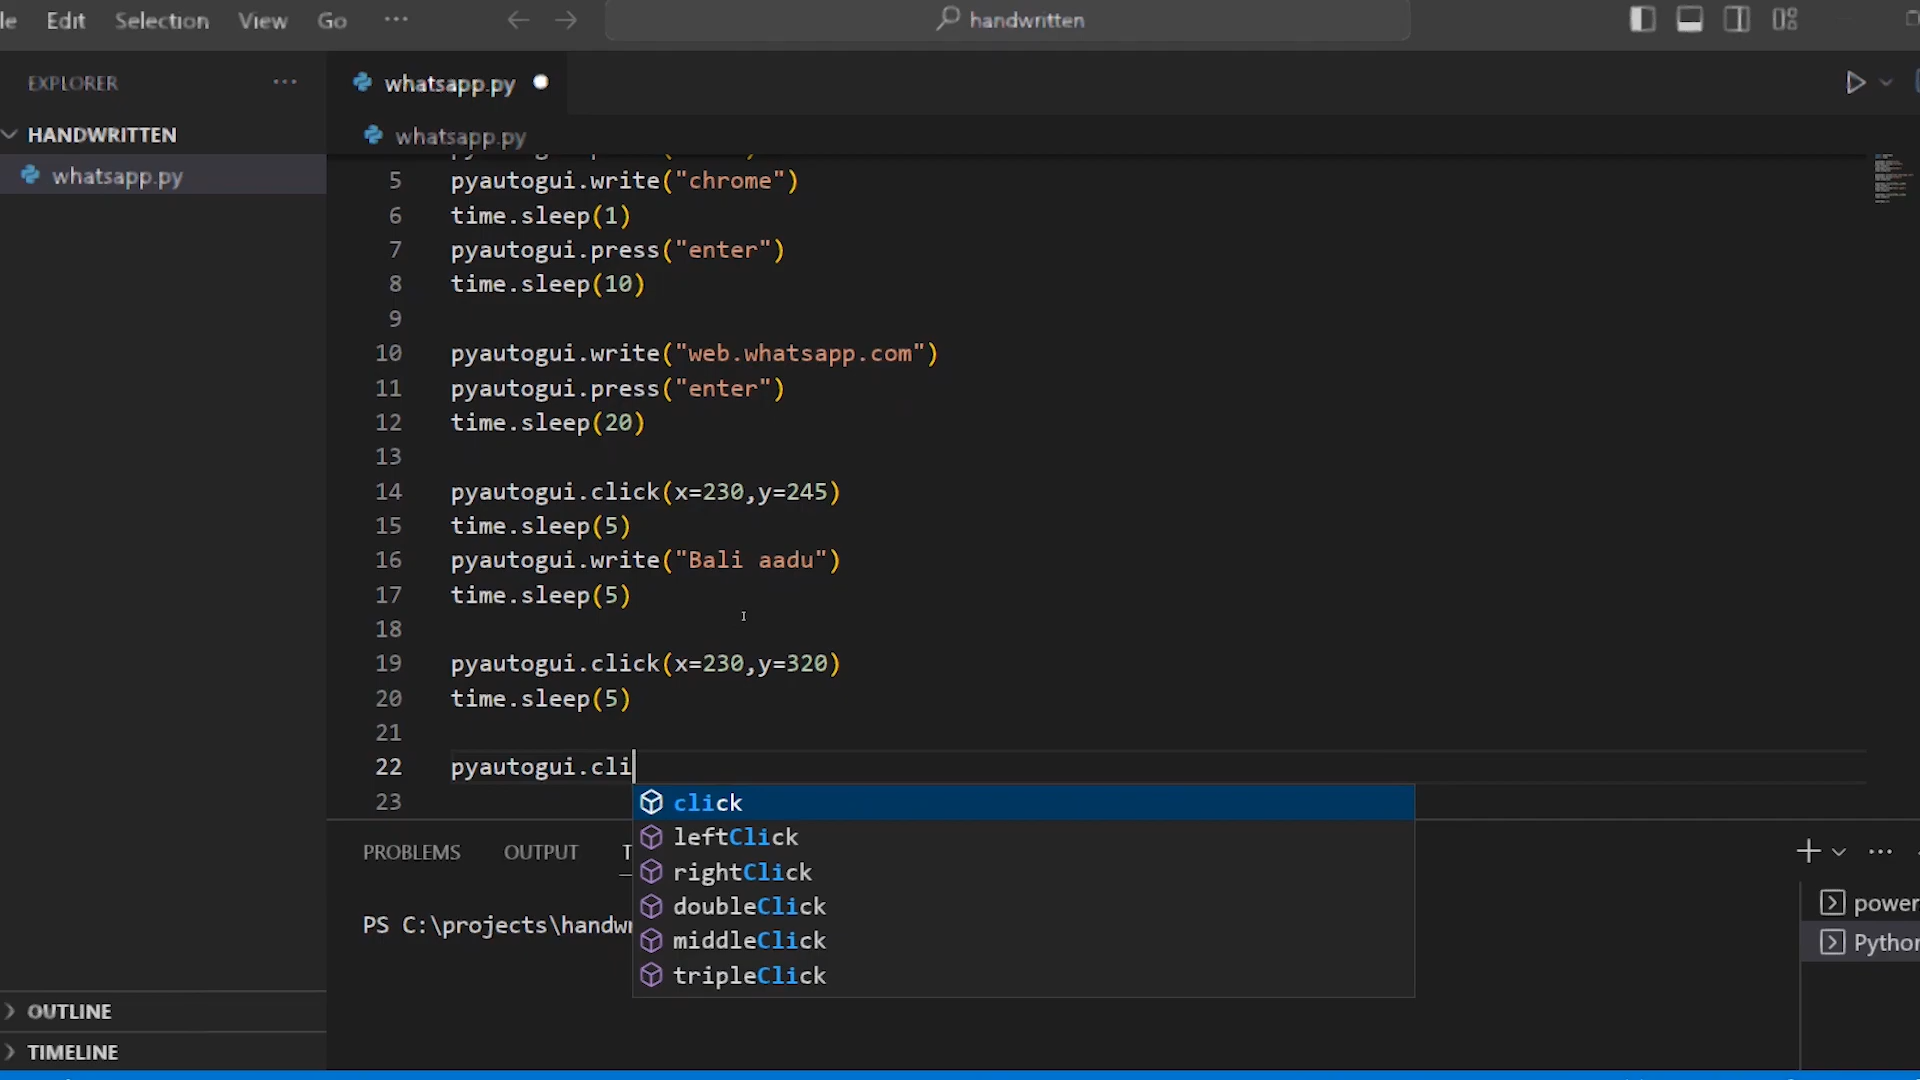 le Edit Selection View Go ··· handwritten
EXPLORER ···
whatsapp.py
HANDWRITTEN
whatsapp.py
whatsapp.py
5 pyautogui.write("chrome")
6 time.sleep(1)
7 pyautogui.press("enter")
8 time.sleep(10)
9
10 pyautogui.write("web.whatsapp.com")
11 pyautogui.press("enter")
12 time.sleep(20)
13
14 pyautogui.click(x=230,y=245)
15 time.sleep(5)
16 pyautogui.write("Bali aadu")
17 time.sleep(5)
18
19 pyautogui.click(x=230,y=320)
20 time.sleep(5)
21
22 pyautogui.cli
23
click
leftClick
rightClick
doubleClick
middleClick
tripleClick
PROBLEMS OUTPUT T
PS C:\projects\handw
power
Python
OUTLINE
TIMELINE